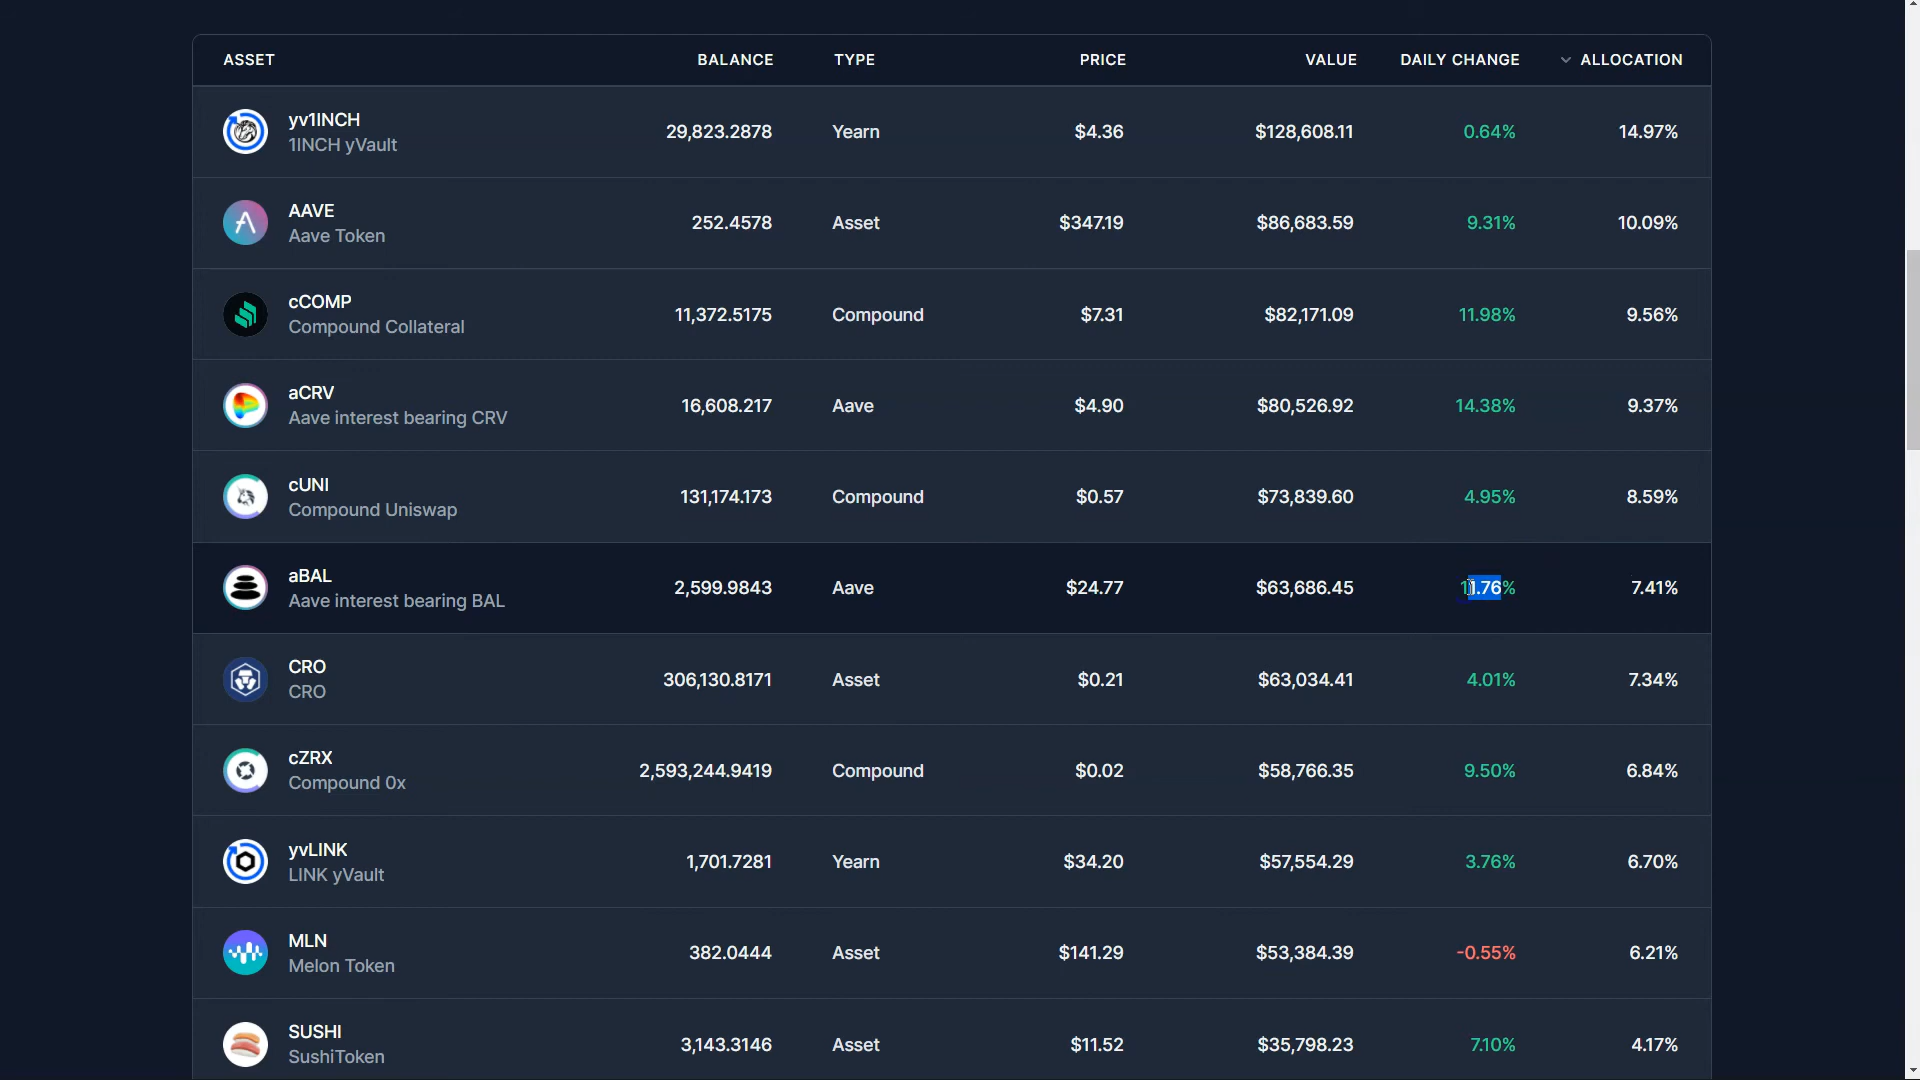 ASSET BALANCE TYPE PRICE VALUE DAILY CHANGE ALLOCATION
yv1INCH
1INCH yVault
29,823.2878 Yearn $4.36 $128,608.11 0.64% 14.97%
AAVE
Aave Token
252.4578 Asset $347.19 $86,683.59 9.31% 10.09%
cCOMP
Compound Collateral
11,372.5175 Compound $7.31 $82,171.09 11.98% 9.56%
aCRV
Aave interest bearing CRV
16,608.217 Aave $4.90 $80,526.92 14.38% 9.37%
cUNI
Compound Uniswap
131,174.173 Compound $0.57 $73,839.60 4.95% 8.59%
aBAL
Aave interest bearing BAL
2,599.9843 Aave $24.77 $63,686.45 11.76% 7.41%
CRO
CRO
306,130.8171 Asset $0.21 $63,034.41 4.01% 7.34%
cZRX
Compound 0x
2,593,244.9419 Compound $0.02 $58,766.35 9.50% 6.84%
yvLINK
LINK yVault
1,701.7281 Yearn $34.20 $57,554.29 3.76% 6.70%
MLN
Melon Token
382.0444 Asset $141.29 $53,384.39 -0.55% 6.21%
SUSHI
SushiToken
3,143.3146 Asset $11.52 $35,798.23 7.10% 4.17%